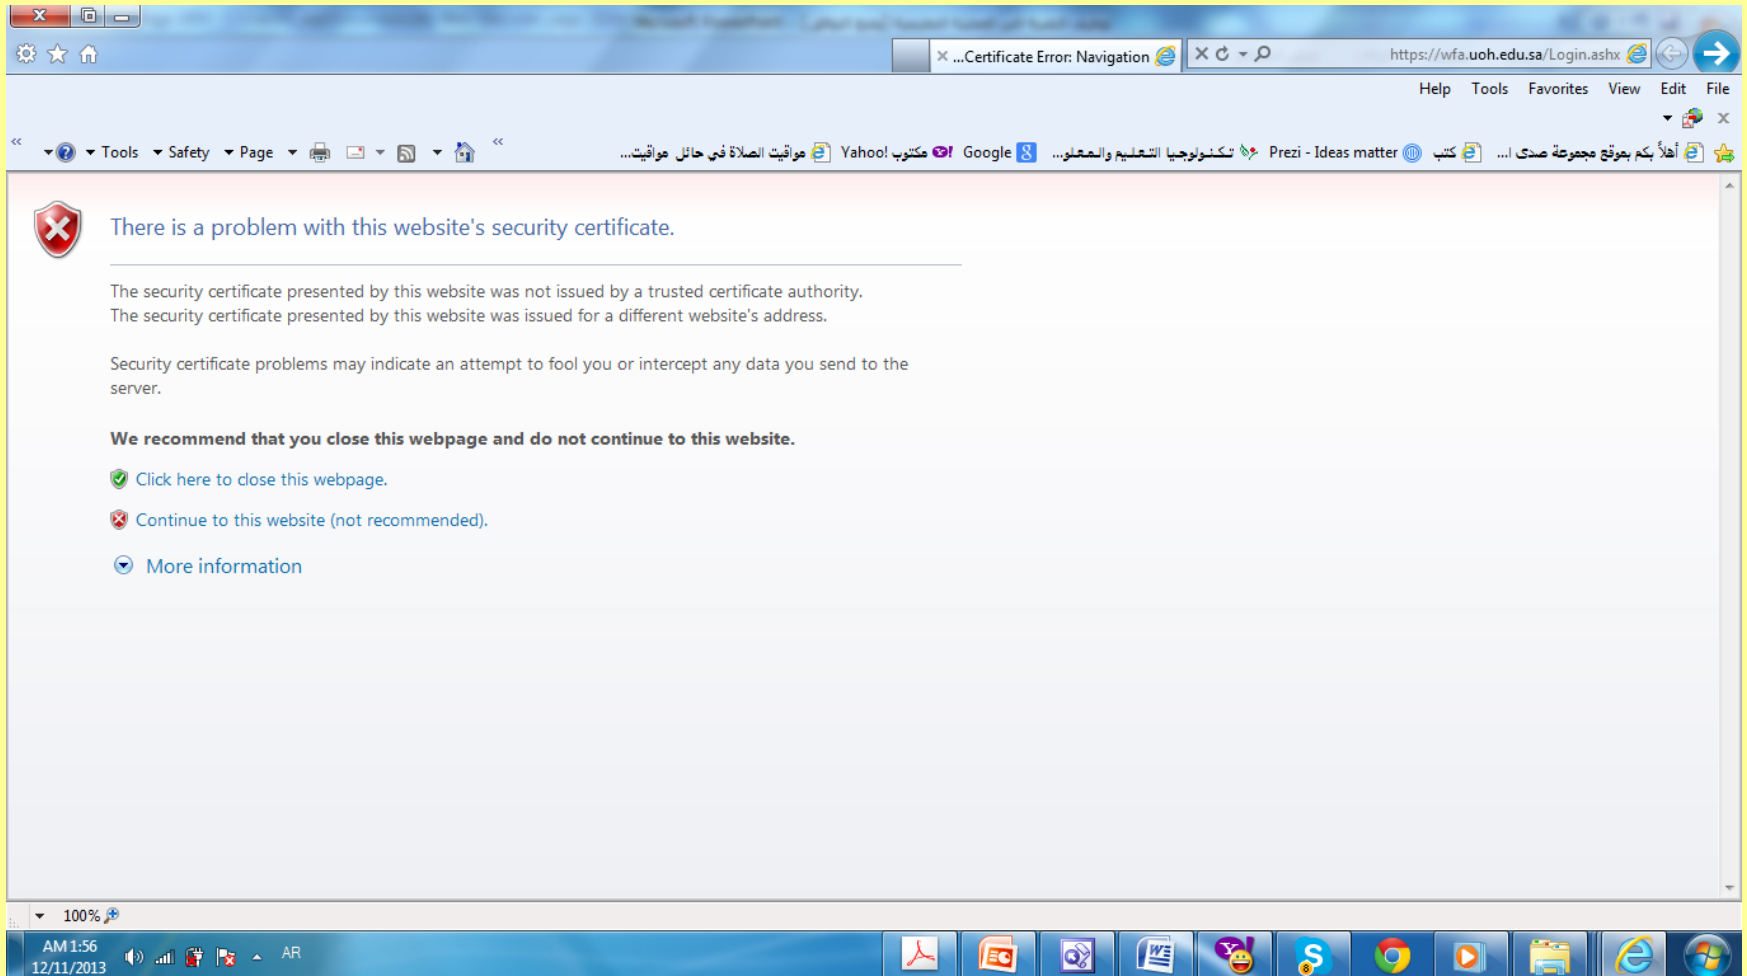 Certificate Error: Navigation...
https://wfa.uoh.edu.sa/Login.ashx
File Edit View Favorites Tools Help
أهلاً بكم بموقع مجموعة صدى ا...
كتب
Prezi - Ideas matter
تـكـنـولوجـيا التـعـلـيم والـمـعـلو...
Google
Yahoo! مكتوب
مواقيت الصلاة في حائل مواقيت...
Page
Safety
Tools
There is a problem with this website's security certificate.
The security certificate presented by this website was not issued by a trusted certificate authority.
The security certificate presented by this website was issued for a different website's address.
Security certificate problems may indicate an attempt to fool you or intercept any data you send to the
server.
We recommend that you close this webpage and do not continue to this website.
Click here to close this webpage.
Continue to this website (not recommended).
More information
100%
AM 1:56
12/11/2013
AR